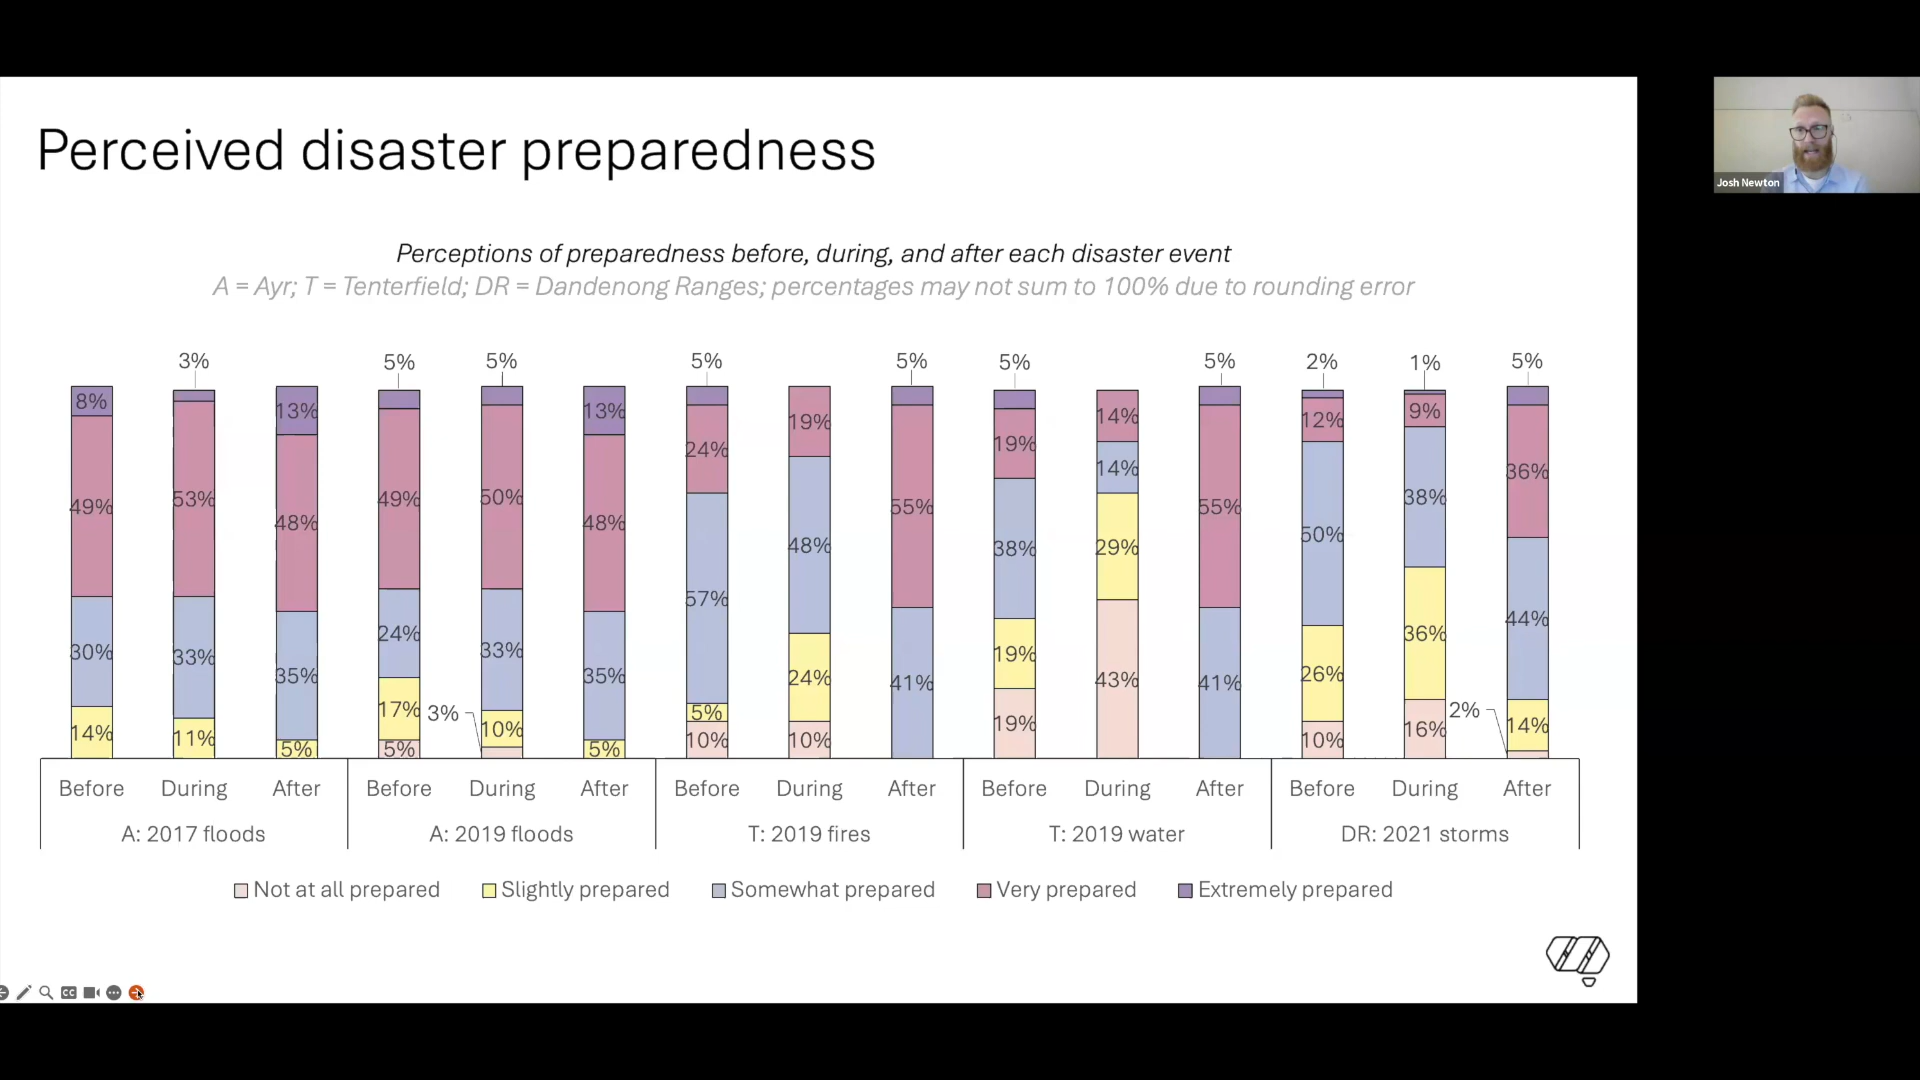 Perceived disaster preparedness
Josh Newton
Perceptions of preparedness before, during, and after each disaster event
A = Ayr; T = Tenterfield; DR = Dandenong Ranges; percentages may not sum to 100% due to rounding error
3% 5% 5% 5% 5% 5% 5% 2% 1% 5%
8% 49% 30% 14%
53% 33% 11%
13% 48% 35% 5%
49% 24% 17% 5%
50% 33% 10% 3%
13% 48% 35% 5%
24% 57% 5% 10%
19% 48% 24% 10%
55% 41%
19% 38% 19% 19%
14% 14% 29% 43%
55% 41%
12% 50% 26% 10%
9% 38% 36% 16%
36% 44% 14% 2%
Before During After Before During After Before During After Before During After Before During After
A: 2017 floods A: 2019 floods T: 2019 fires T: 2019 water DR: 2021 storms
Not at all prepared Slightly prepared Somewhat prepared Very prepared Extremely prepared
CC